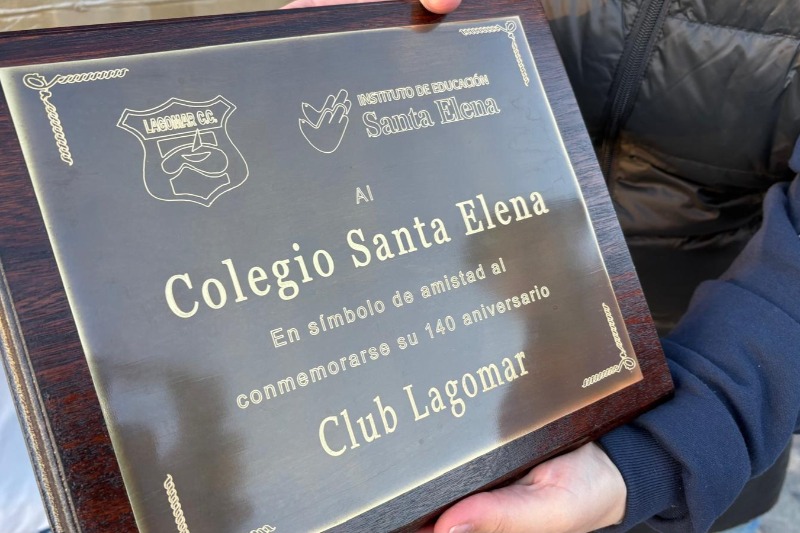 LAGOMAR C.C.
INSTITUTO DE EDUCACIÓN
Santa Elena
Al
Colegio Santa Elena
En símbolo de amistad al
conmemorarse su 140 aniversario
Club Lagomar